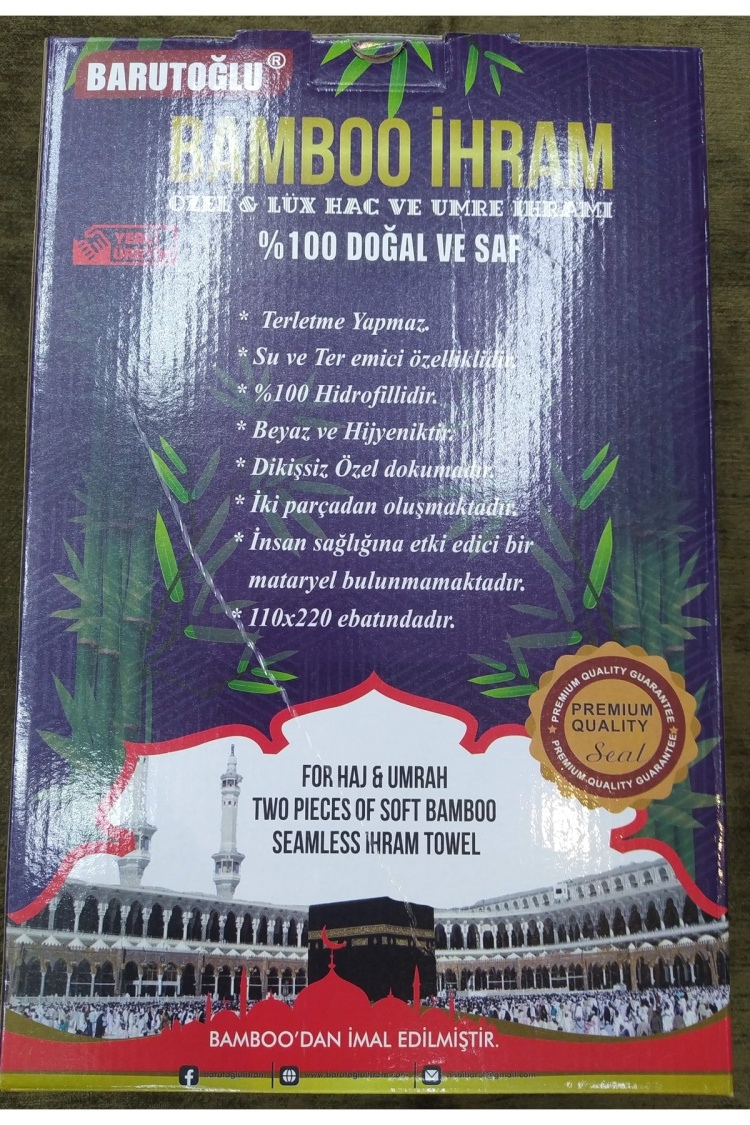 BARUTOĞLU®
BAMBOO İHRAM
ÖZEL & LÜX HAC VE UMRE İHRAMI
YERLİ
ÜRETİM
%100 DOĞAL VE SAF
* Terletme Yapmaz.
* Su ve Ter emici özelliklidir.
* %100 Hidrofillidir.
* Beyaz ve Hijyeniktir.
* Dikişsiz Özel dokumadır.
* İki parçadan oluşmaktadır.
* İnsan sağlığına etki edici bir
mataryel bulunmamaktadır.
* 110x220 ebatındadır.
PREMIUM QUALITY GUARANTEE
PREMIUM
QUALITY
Seal
PREMIUM QUALITY GUARANTEE
FOR HAJ & UMRAH
TWO PIECES OF SOFT BAMBOO
SEAMLESS İHRAM TOWEL
BAMBOO'DAN İMAL EDİLMİŞTİR.